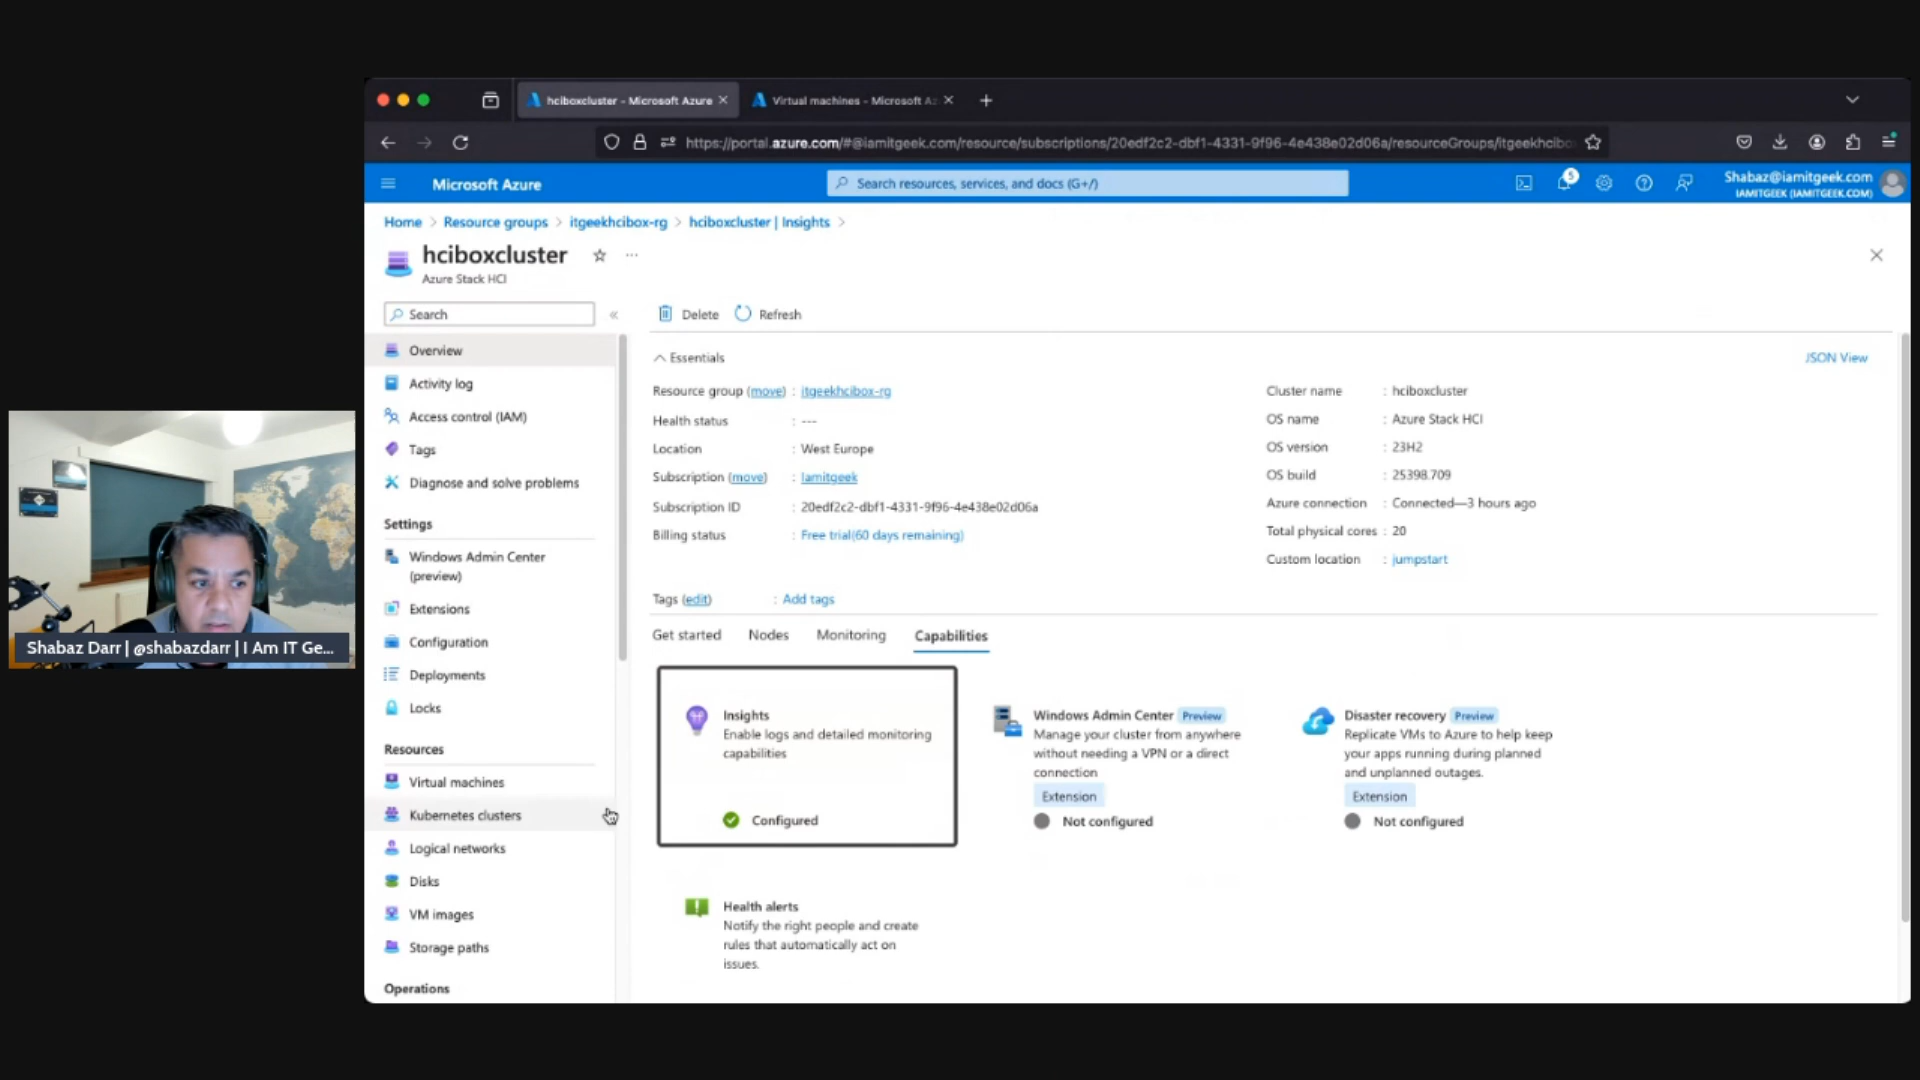 hciboxcluster - Microsoft Azure
Virtual machines - Microsoft Az
https://portal.azure.com/#@iamitgeek.com/resource/subscriptions/20edf2c2-dbf1-4331-9f96-4e438e02d06a/resourceGroups/itgeekhcibo
Microsoft Azure
Search resources, services, and docs (G+/)
5
Shabaz@iamitgeek.com
IAMITGEEK (IAMITGEEK.COM)
Home > Resource groups > itgeekhcibox-rg > hciboxcluster | Insights >
hciboxcluster
Azure Stack HCI
Search
Overview
Activity log
Access control (IAM)
Tags
Diagnose and solve problems
Settings
Windows Admin Center
(preview)
Extensions
Configuration
Deployments
Locks
Resources
Virtual machines
Kubernetes clusters
Logical networks
Disks
VM images
Storage paths
Operations
Delete
Refresh
Essentials
JSON View
Resource group (move) : itgeekhcibox-rg
Health status : ---
Location : West Europe
Subscription (move) : Iamitgeek
Subscription ID : 20edf2c2-dbf1-4331-9f96-4e438e02d06a
Billing status : Free trial(60 days remaining)
Cluster name : hciboxcluster
OS name : Azure Stack HCI
OS version : 23H2
OS build : 25398.709
Azure connection : Connected—3 hours ago
Total physical cores : 20
Custom location : jumpstart
Tags (edit) : Add tags
Get started
Nodes
Monitoring
Capabilities
Insights
Enable logs and detailed monitoring
capabilities
Configured
Windows Admin Center Preview
Manage your cluster from anywhere
without needing a VPN or a direct
connection
Extension
Not configured
Disaster recovery Preview
Replicate VMs to Azure to help keep
your apps running during planned
and unplanned outages.
Extension
Not configured
Health alerts
Notify the right people and create
rules that automatically act on
issues.
Shabaz Darr | @shabazdarr | I Am IT Ge...